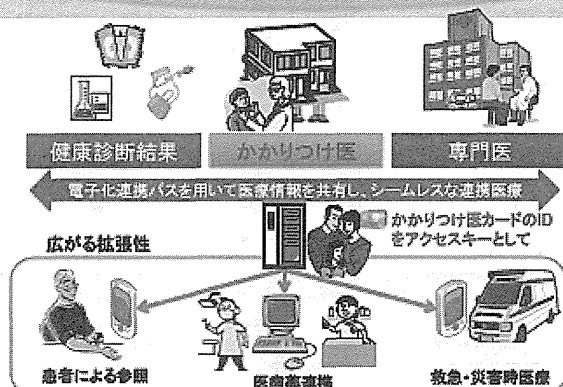 健康診断結果
かかりつけ医
専門医
電子化連携パスを用いて医療情報を共有し、シームレスな連携医療
かかりつけ医カードのID
をアクセスキーとして
広がる拡張性
患者による参照
医療薬連携
救急・災害時医療